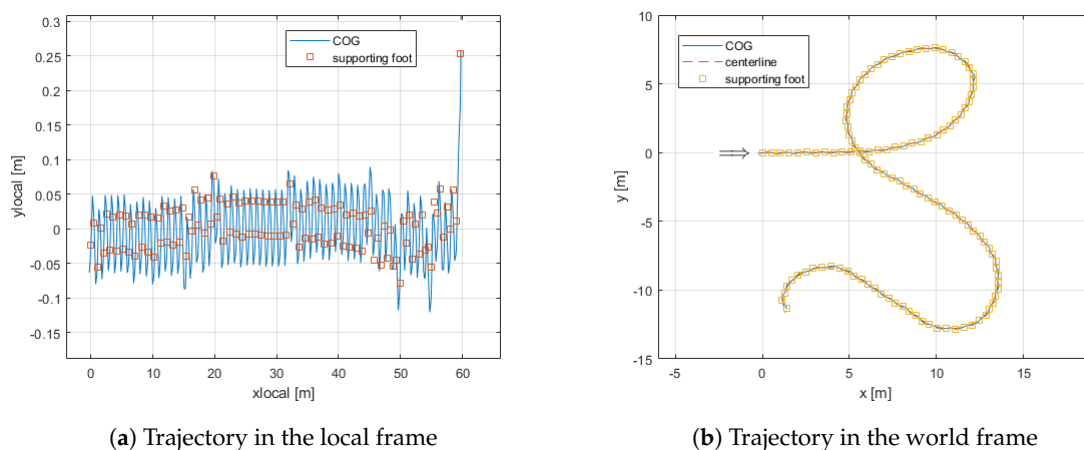 0.3
0.25
0.2
0.15
0.1
0.05
0
-0.05
-0.1
-0.15
0 10 20 30 40 50 60
xlocal [m]
ylocal [m]
COG
supporting foot
(a) Trajectory in the local frame
10
5
0
-5
-10
-15
-5 0 5 10 15
x [m]
y [m]
COG
centerline
supporting foot
(b) Trajectory in the world frame